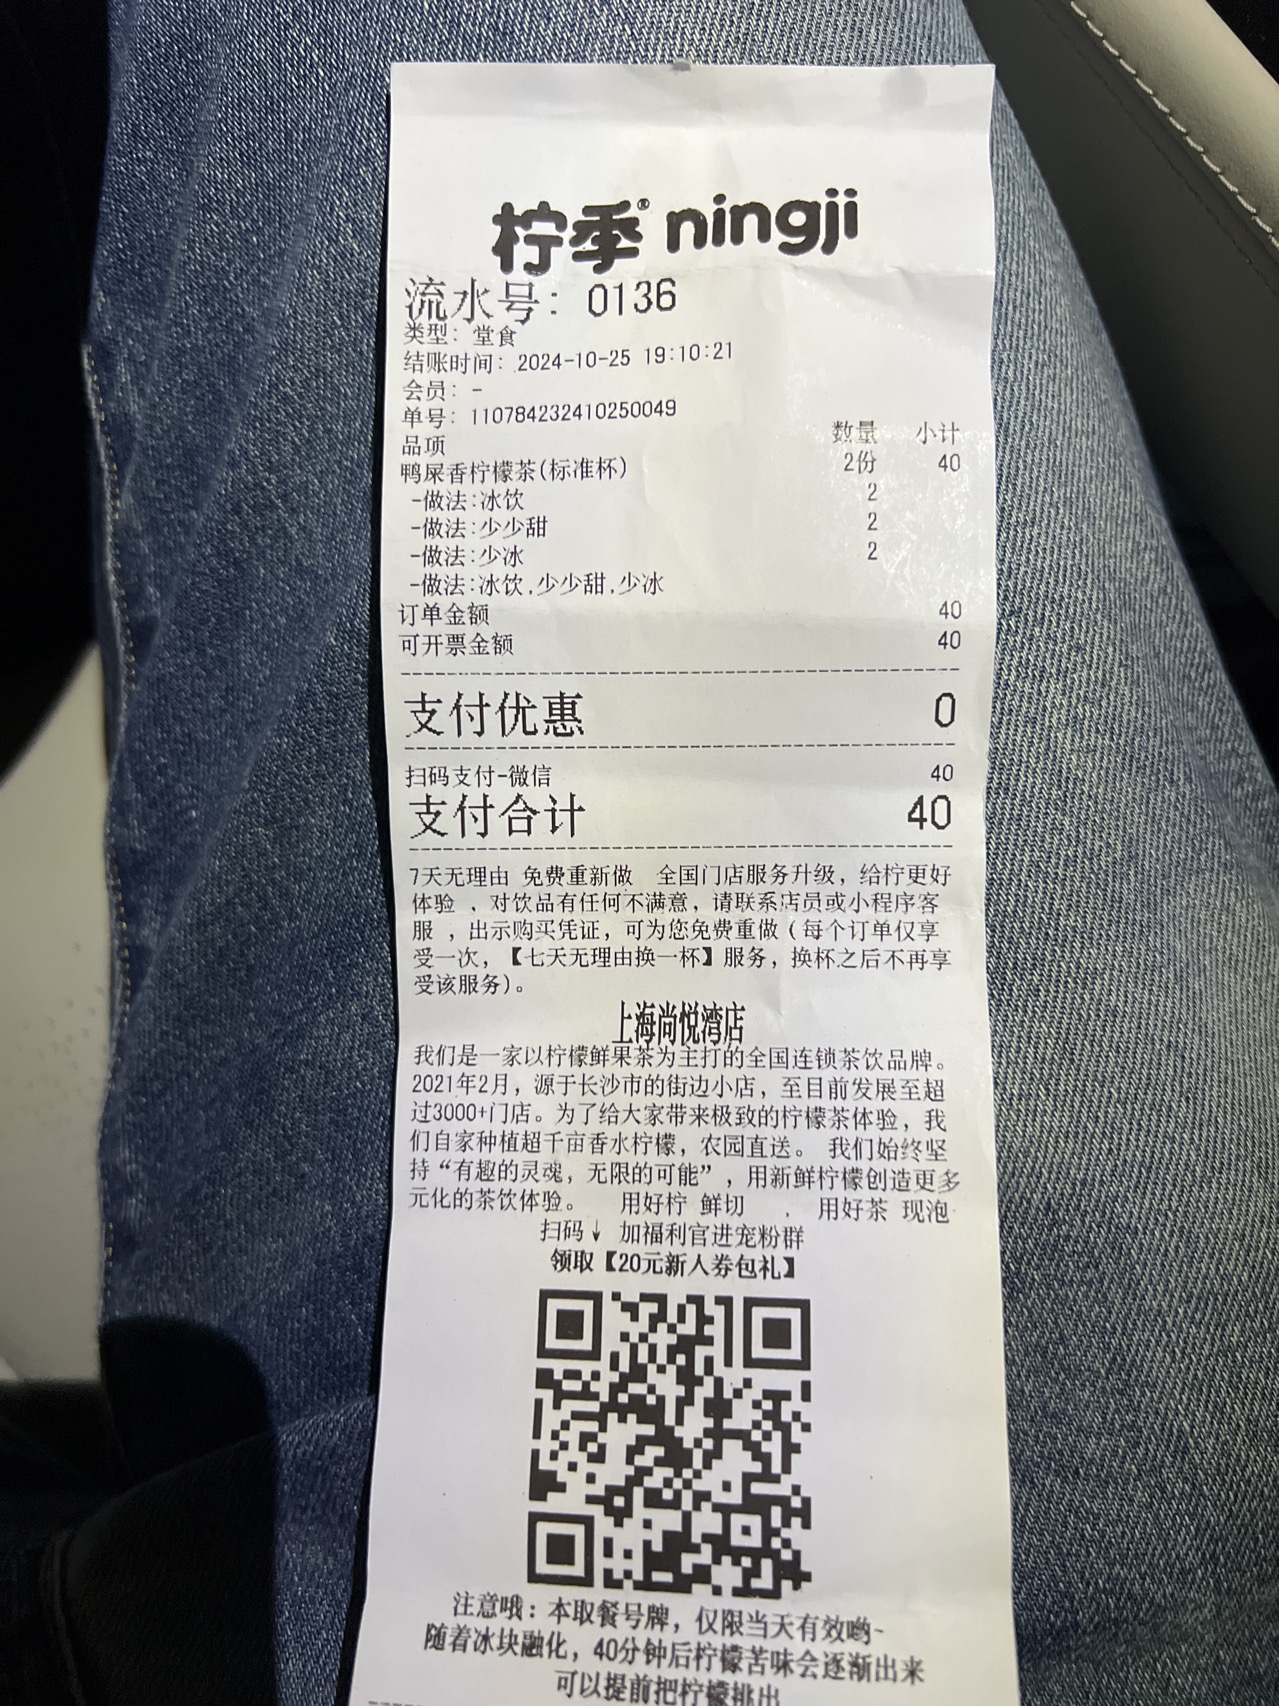 柠季® ningji
流水号: 0136
类型: 堂食
结账时间: 2024-10-25 19:10:21
会员: -
单号: 110784232410250049
品项 数量 小计
鸭屎香柠檬茶(标准杯) 2份 40
-做法:冰饮 2
-做法:少少甜 2
-做法:少冰 2
-做法:冰饮,少少甜,少冰
订单金额 40
可开票金额 40
支付优惠 0
扫码支付-微信 40
支付合计 40
7天无理由 免费重新做 全国门店服务升级，给柠更好
体验 ，对饮品有任何不满意，请联系店员或小程序客
服 ，出示购买凭证，可为您免费重做（每个订单仅享
受一次，【七天无理由换一杯】服务，换杯之后不再享
受该服务)。
上海尚悦湾店
我们是一家以柠檬鲜果茶为主打的全国连锁茶饮品牌。
2021年2月，源于长沙市的街边小店，至目前发展至超
过3000+门店。为了给大家带来极致的柠檬茶体验，我
们自家种植超千亩香水柠檬，农园直送。 我们始终坚
持“有趣的灵魂，无限的可能”，用新鲜柠檬创造更多
元化的茶饮体验。 用好柠 鲜切 ， 用好茶 现泡
扫码↓ 加福利官进宠粉群
领取【20元新人券包礼】
注意哦：本取餐号牌，仅限当天有效哟~
随着冰块融化，40分钟后柠檬苦味会逐渐出来
可以提前把柠檬挑出